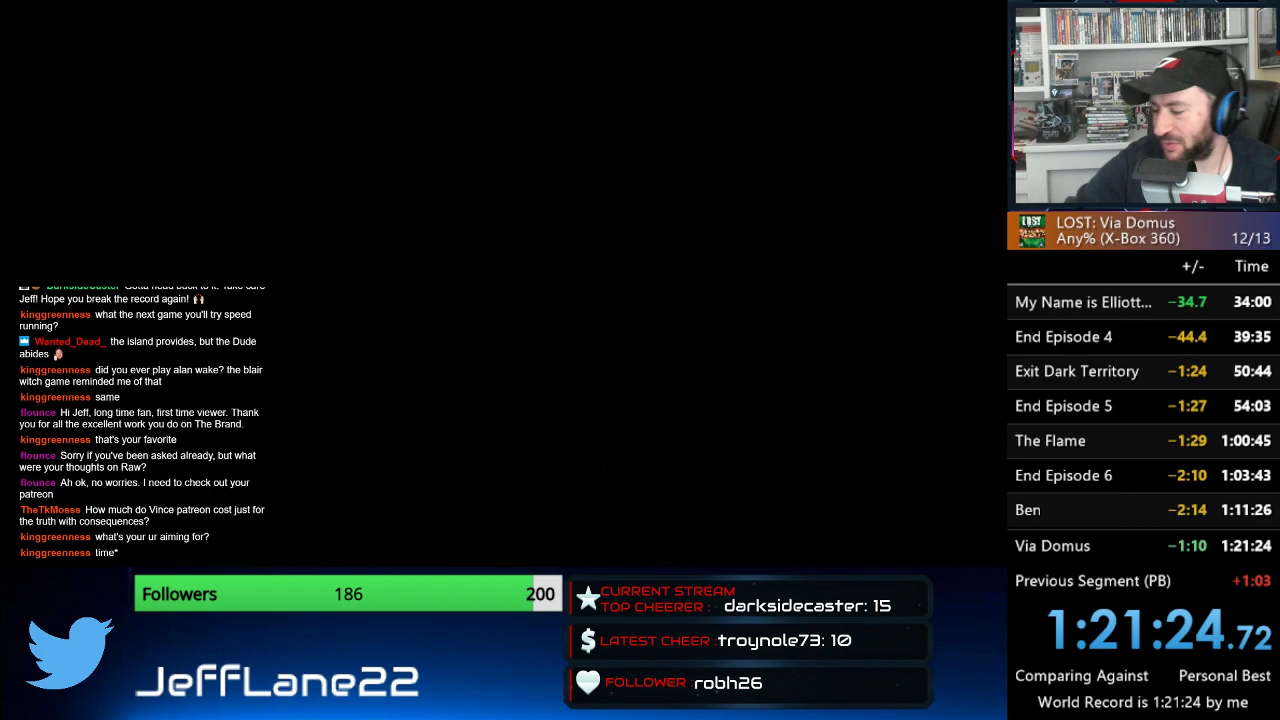 DarksideCaster Gotta head back to it. Take care
Jeff! Hope you break the record again!
kinggreenness what the next game you'll try speed
running?
Wanted_Dead_ the island provides, but the Dude
abides
kinggreenness did you ever play alan wake? the blair
witch game reminded me of that
kinggreenness same
flounce Hi Jeff, long time fan, first time viewer. Thank
you for all the excellent work you do on The Brand.
kinggreenness that's your favorite
flounce Sorry if you've been asked already, but what
were your thoughts on Raw?
flounce Ah ok, no worries. I need to check out your
patreon
TheTkMosss How much do Vince patreon cost just for
the truth with consequences?
kinggreenness what's your ur aiming for?
kinggreenness time*
Followers 186 200
JeffLane22
CURRENT STREAM
TOP CHEERER : darksidecaster: 15
LATEST CHEER : troynole73: 10
FOLLOWER robh26
LOST
LOST: Via Domus
Any% (X-Box 360) 12/13
+/- Time
My Name is Elliott... −34.7 34:00
End Episode 4 −44.4 39:35
Exit Dark Territory −1:24 50:44
End Episode 5 −1:27 54:03
The Flame −1:29 1:00:45
End Episode 6 −2:10 1:03:43
Ben −2:14 1:11:26
Via Domus −1:10 1:21:24
Previous Segment (PB) +1:03
1:21:24.72
Comparing Against Personal Best
World Record is 1:21:24 by me